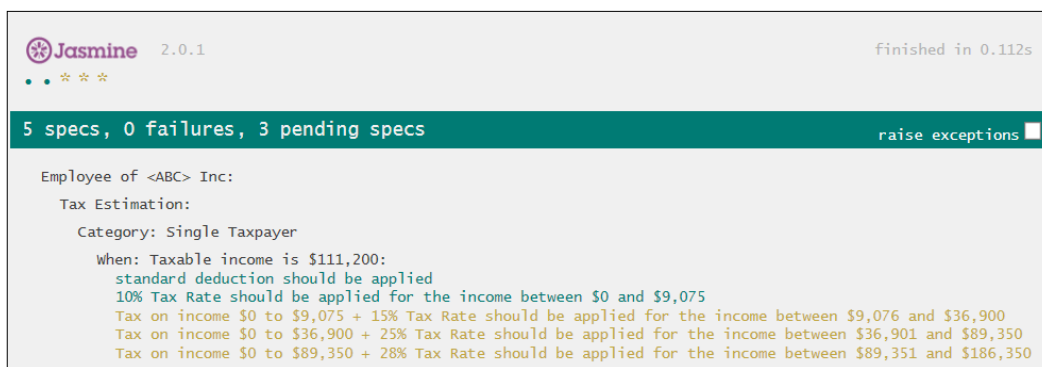 Jasmine 2.0.1 finished in 0.112s
• • * * *
5 specs, 0 failures, 3 pending specs raise exceptions
Employee of <ABC> Inc:
Tax Estimation:
Category: Single Taxpayer
When: Taxable income is $111,200:
standard deduction should be applied
10% Tax Rate should be applied for the income between $0 and $9,075
Tax on income $0 to $9,075 + 15% Tax Rate should be applied for the income between $9,076 and $36,900
Tax on income $0 to $36,900 + 25% Tax Rate should be applied for the income between $36,901 and $89,350
Tax on income $0 to $89,350 + 28% Tax Rate should be applied for the income between $89,351 and $186,350